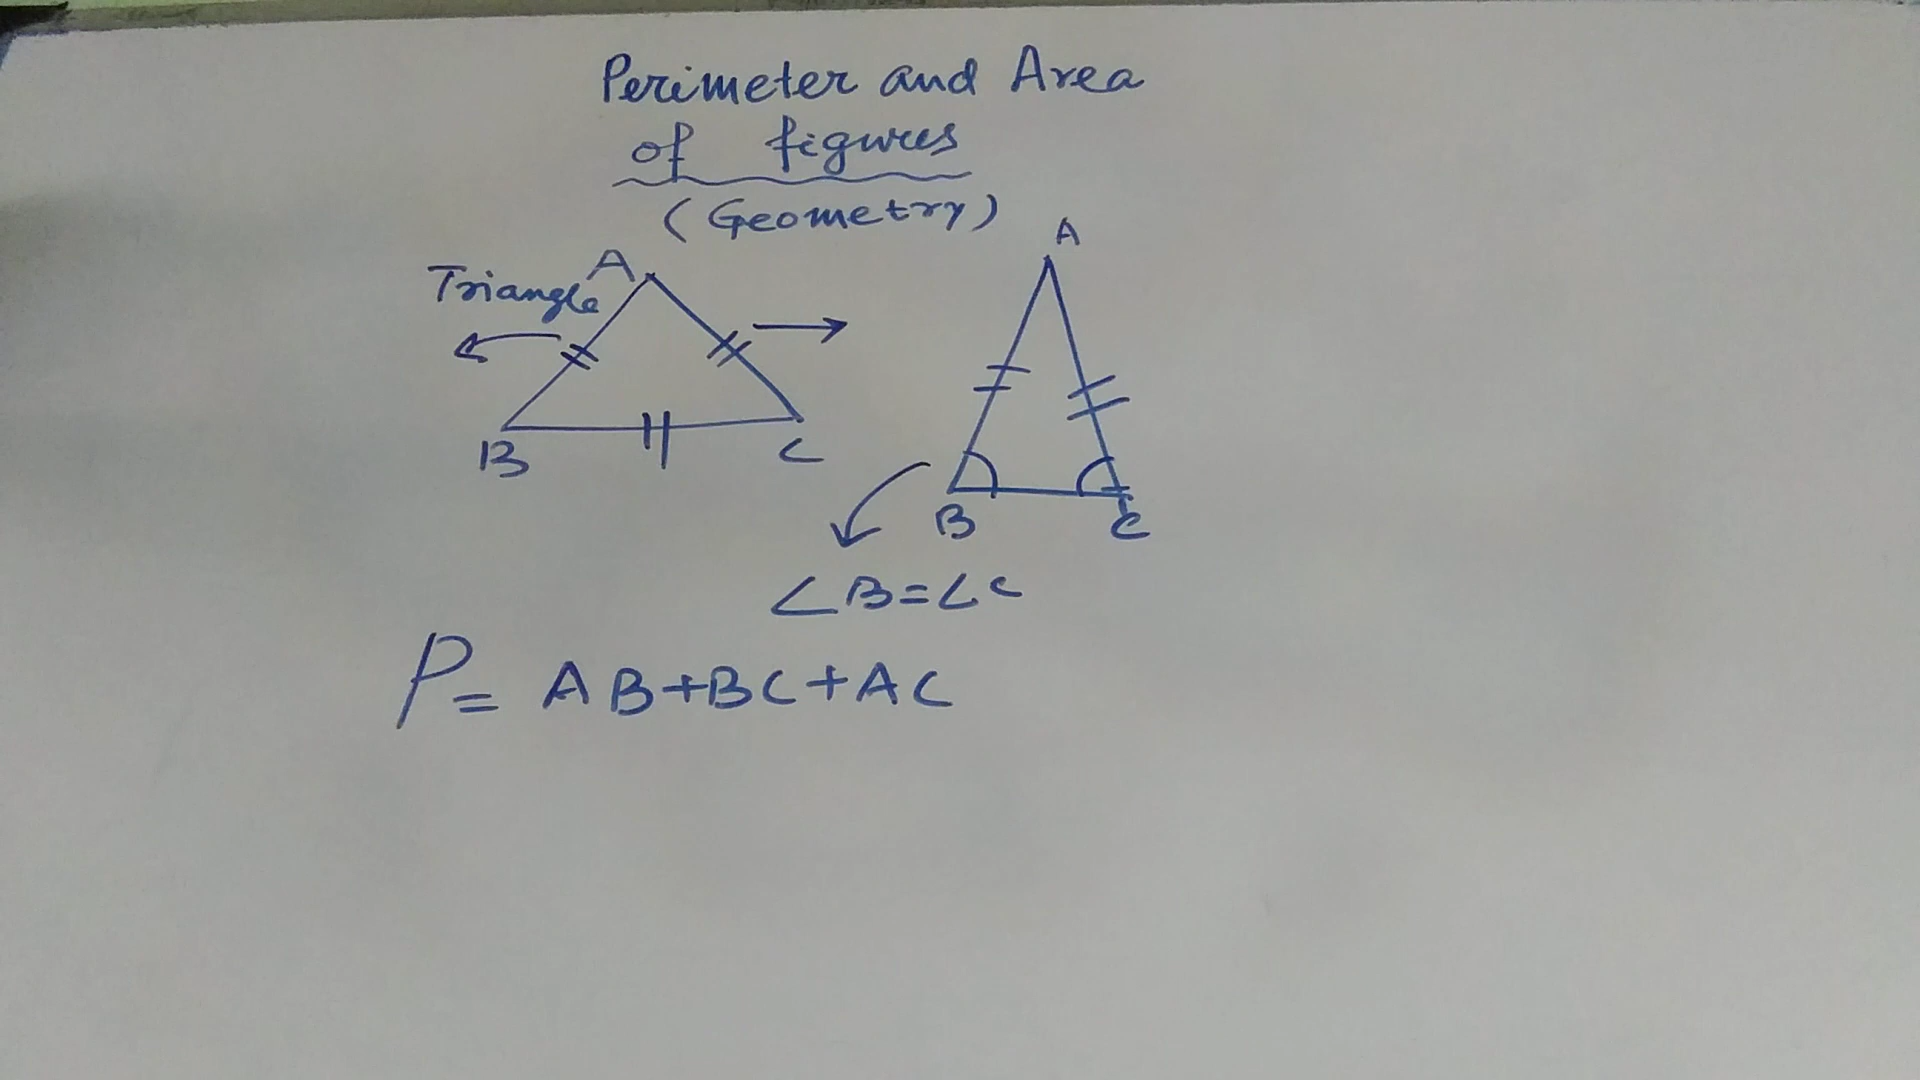 Perimeter and Area
of figures
(Geometry)
Triangle
A
B
C
A
B
C
∠B=∠C
P= AB+BC+AC